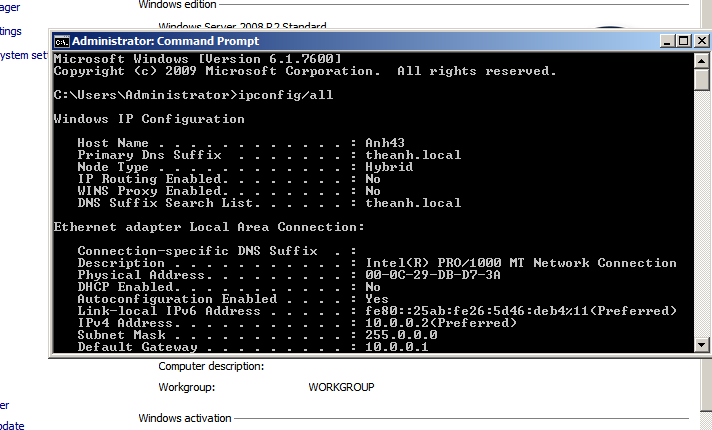 ager
Windows edition
tings
Windows Server 2008 R2 Standard
ystem set
Administrator: Command Prompt
Microsoft Windows [Version 6.1.7600]
Copyright (c) 2009 Microsoft Corporation.  All rights reserved.
C:\Users\Administrator>ipconfig/all
Windows IP Configuration
Host Name . . . . . . . . . . . . : Anh43
Primary Dns Suffix  . . . . . . . : theanh.local
Node Type . . . . . . . . . . . . : Hybrid
IP Routing Enabled. . . . . . . . : No
WINS Proxy Enabled. . . . . . . . : No
DNS Suffix Search List. . . . . . : theanh.local
Ethernet adapter Local Area Connection:
Connection-specific DNS Suffix  . :
Description . . . . . . . . . . . : Intel(R) PRO/1000 MT Network Connection
Physical Address. . . . . . . . . : 00-0C-29-DB-D7-3A
DHCP Enabled. . . . . . . . . . . : No
Autoconfiguration Enabled . . . . : Yes
Link-local IPv6 Address . . . . . : fe80::25ab:fe26:5d46:deb4%11(Preferred)
IPv4 Address. . . . . . . . . . . : 10.0.0.2(Preferred)
Subnet Mask . . . . . . . . . . . : 255.0.0.0
Default Gateway . . . . . . . . . : 10.0.0.1
Computer description:
Workgroup: WORKGROUP
er
Windows activation
pdate